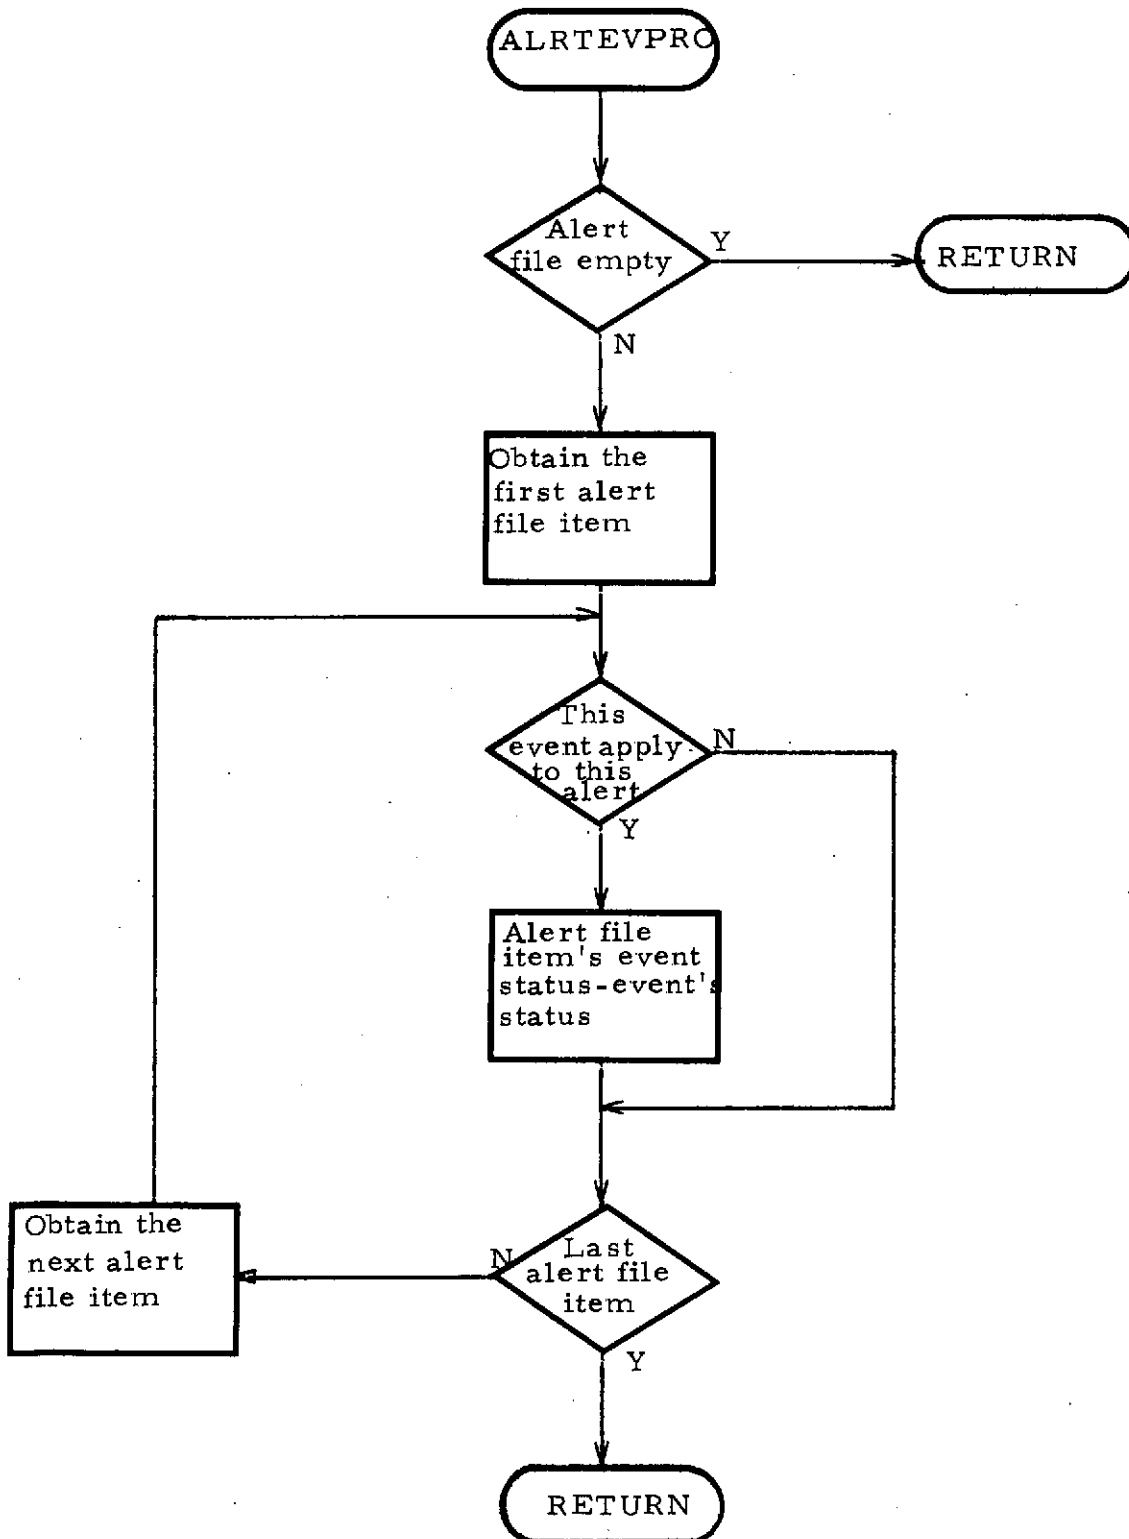 ALRTEVPRO
Alert
file empty
Y
RETURN
N
Obtain the
first alert
file item
This
event apply
to this
alert
N
Y
Alert file
item's event
status-event's
status
Obtain the
next alert
file item
N
Last
alert file
item
Y
RETURN